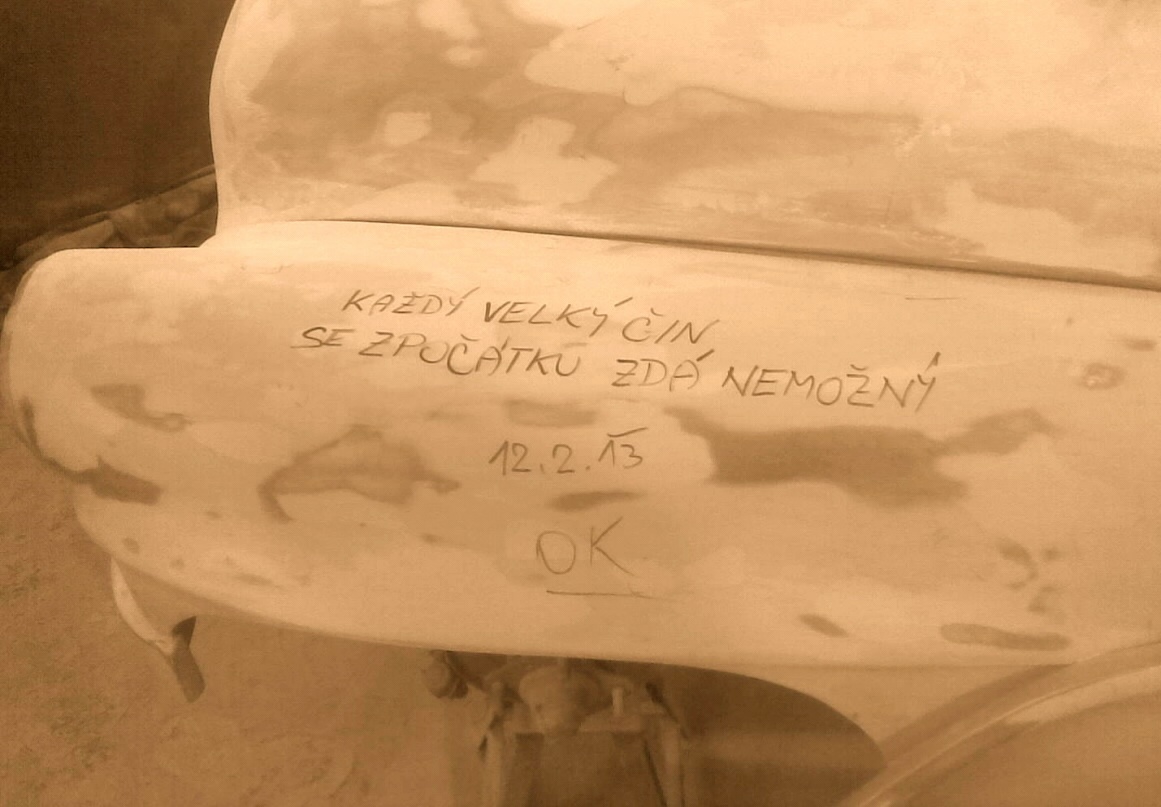 KAŽDÝ VELKÝ ČIN
SE ZPOČÁTKU ZDÁ NEMOŽNÝ
12.2.13
OK